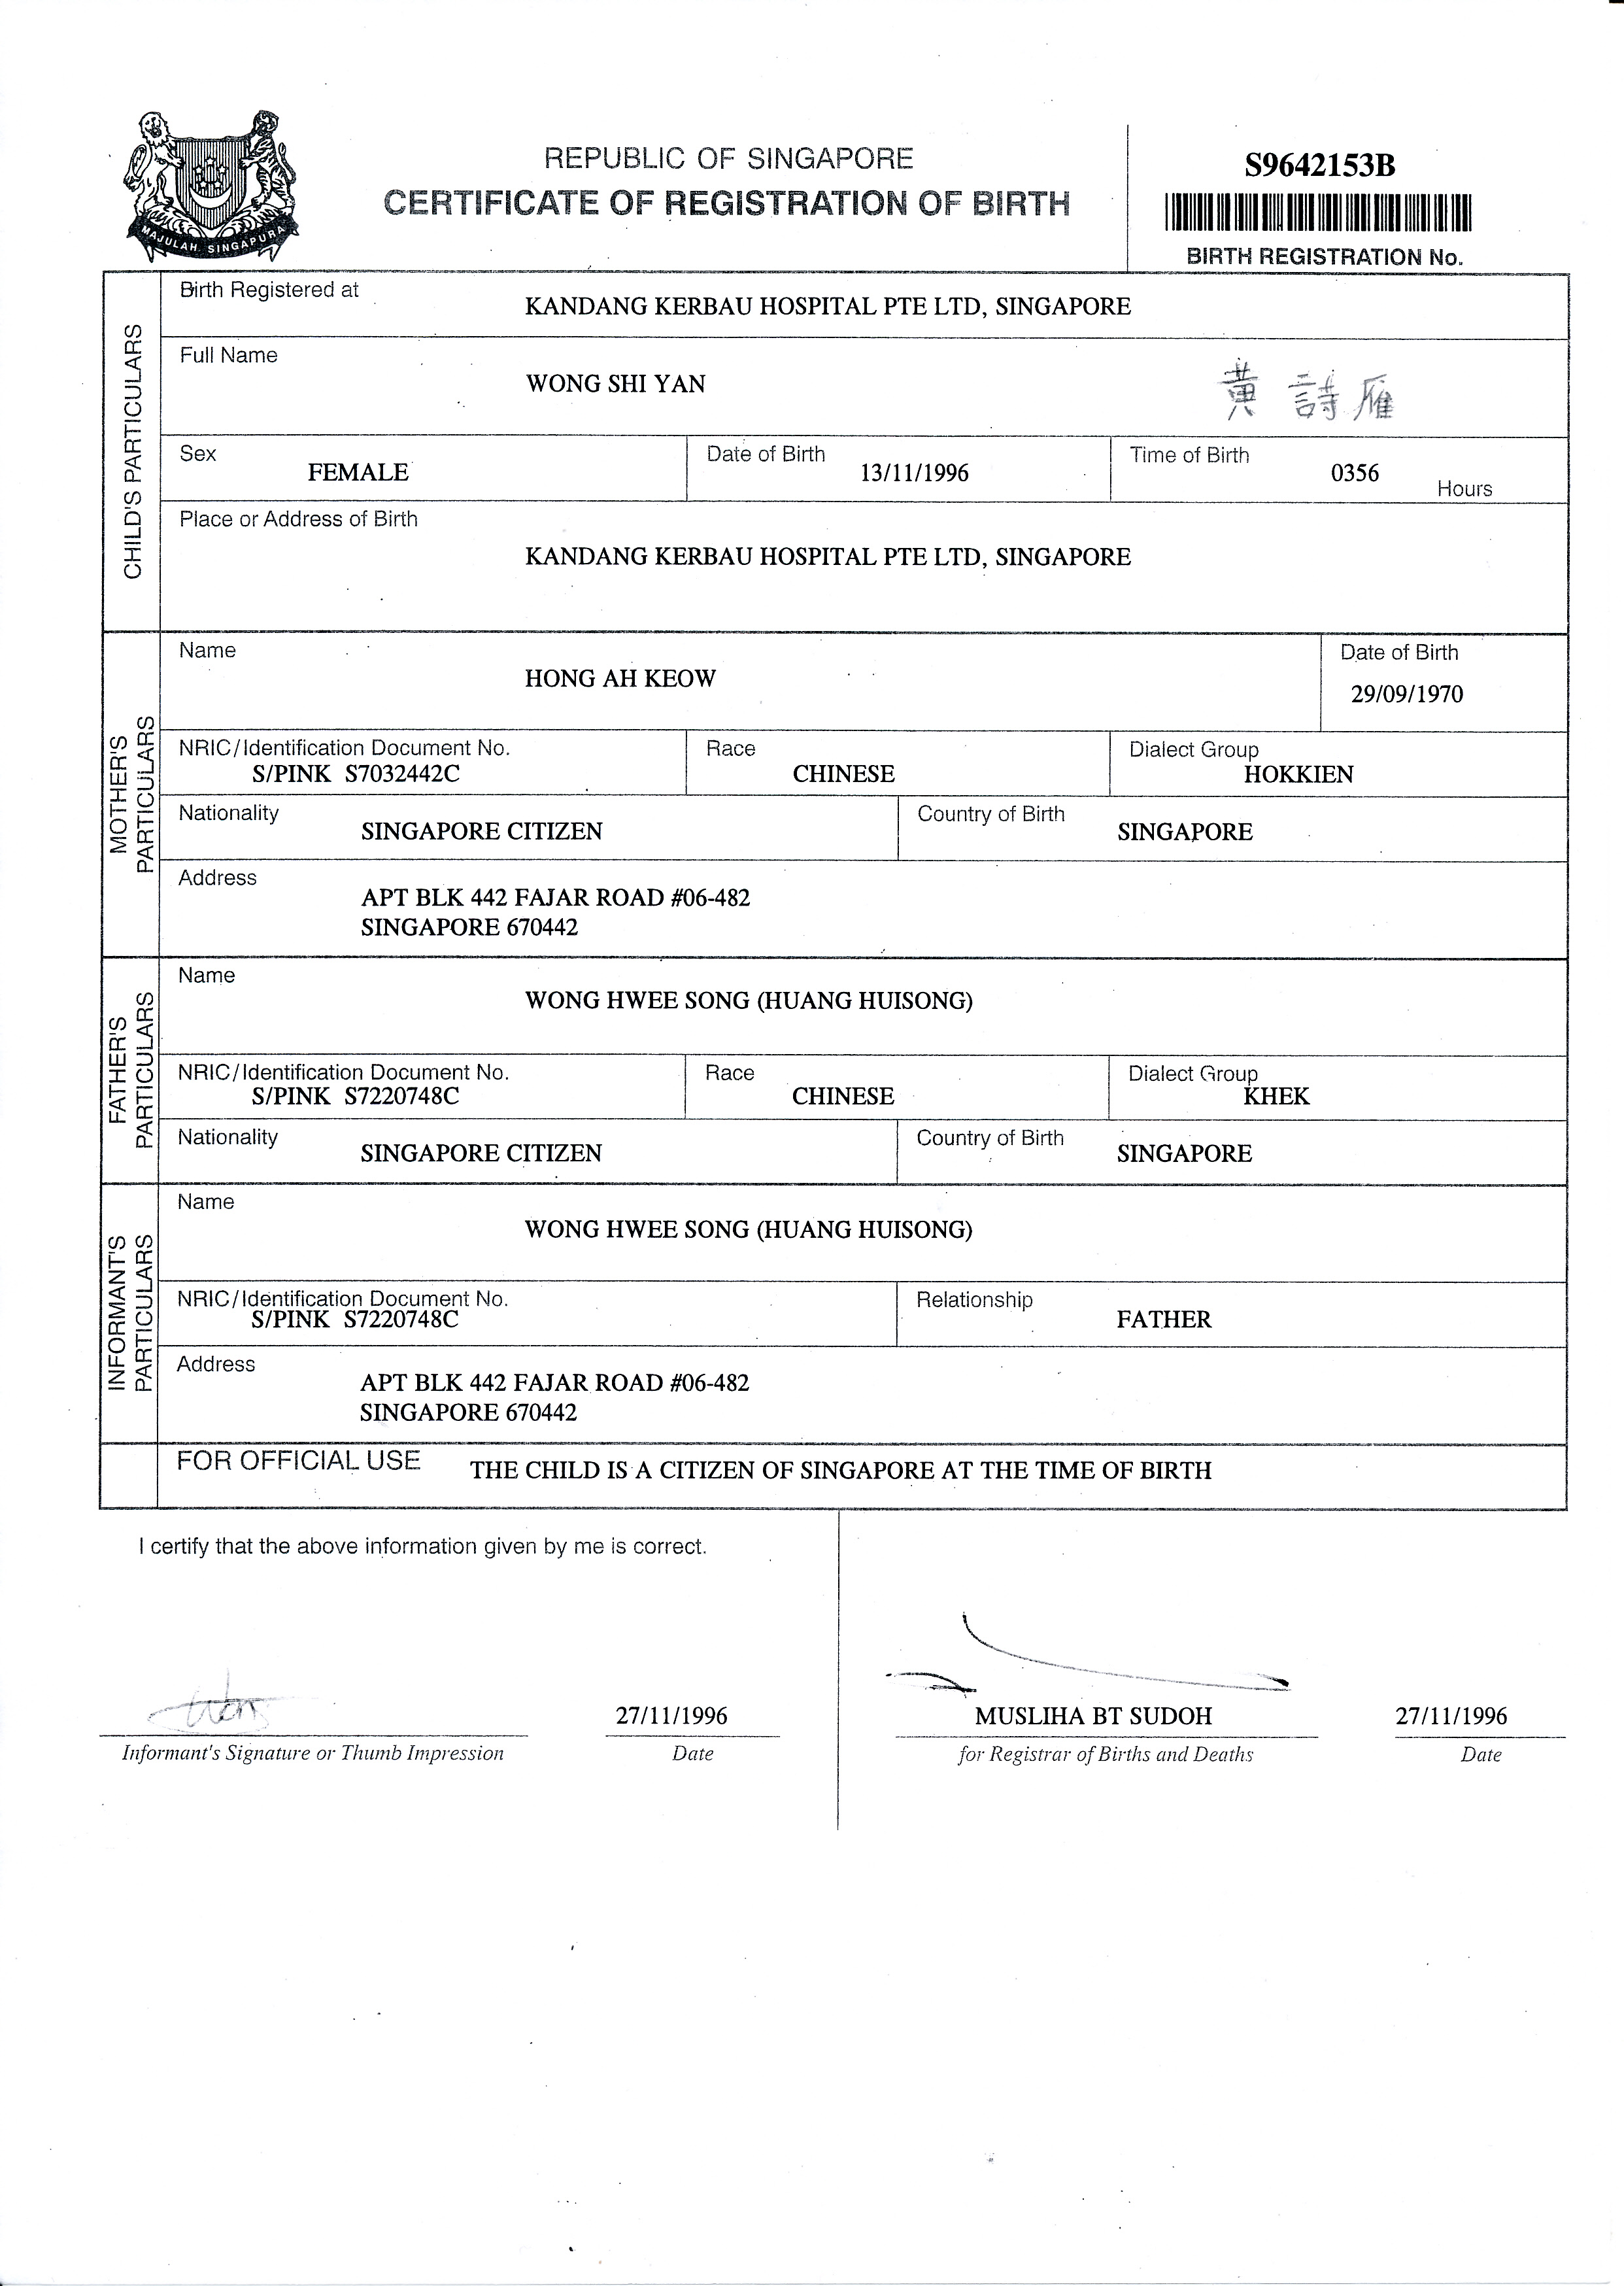 REPUBLIC OF SINGAPORE
CERTIFICATE OF REGISTRATION OF BIRTH
S9642153B
BIRTH REGISTRATION No.
MAJULAH SINGAPURA
CHILD'S PARTICULARS
Birth Registered at
KANDANG KERBAU HOSPITAL PTE LTD, SINGAPORE
Full Name
WONG SHI YAN 黃 詩 雁
Sex FEMALE Date of Birth 13/11/1996 Time of Birth 0356 Hours
Place or Address of Birth
KANDANG KERBAU HOSPITAL PTE LTD, SINGAPORE
MOTHER'S PARTICULARS
Name HONG AH KEOW Date of Birth 29/09/1970
NRIC/Identification Document No. Race Dialect Group
S/PINK S7032442C CHINESE HOKKIEN
Nationality SINGAPORE CITIZEN Country of Birth SINGAPORE
Address
APT BLK 442 FAJAR ROAD #06-482
SINGAPORE 670442
FATHER'S PARTICULARS
Name
WONG HWEE SONG (HUANG HUISONG)
NRIC/Identification Document No. Race Dialect Group
S/PINK S7220748C CHINESE KHEK
Nationality SINGAPORE CITIZEN Country of Birth SINGAPORE
INFORMANT'S PARTICULARS
Name
WONG HWEE SONG (HUANG HUISONG)
NRIC/Identification Document No. Relationship
S/PINK S7220748C FATHER
Address
APT BLK 442 FAJAR ROAD #06-482
SINGAPORE 670442
FOR OFFICIAL USE THE CHILD IS A CITIZEN OF SINGAPORE AT THE TIME OF BIRTH
I certify that the above information given by me is correct.
27/11/1996 MUSLIHA BT SUDOH 27/11/1996
Informant's Signature or Thumb Impression Date for Registrar of Births and Deaths Date